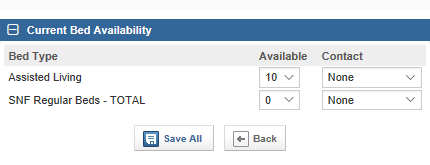 Current Bed Availability
Bed Type Available Contact
Assisted Living 10 None
SNF Regular Beds - TOTAL 0 None
Save All Back